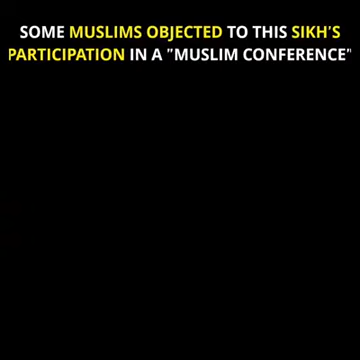 SOME MUSLIMS OBJECTED TO THIS SIKH'S
PARTICIPATION IN A "MUSLIM CONFERENCE"